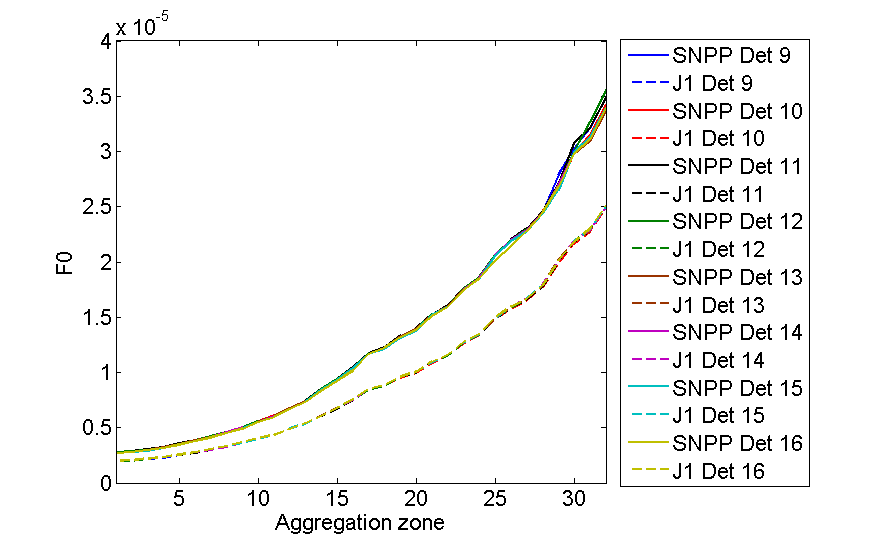 x 10-5
4
3.5
3
2.5
2
1.5
1
0.5
0
F0
5 10 15 20 25 30
Aggregation zone
SNPP Det 9
J1 Det 9
SNPP Det 10
J1 Det 10
SNPP Det 11
J1 Det 11
SNPP Det 12
J1 Det 12
SNPP Det 13
J1 Det 13
SNPP Det 14
J1 Det 14
SNPP Det 15
J1 Det 15
SNPP Det 16
J1 Det 16